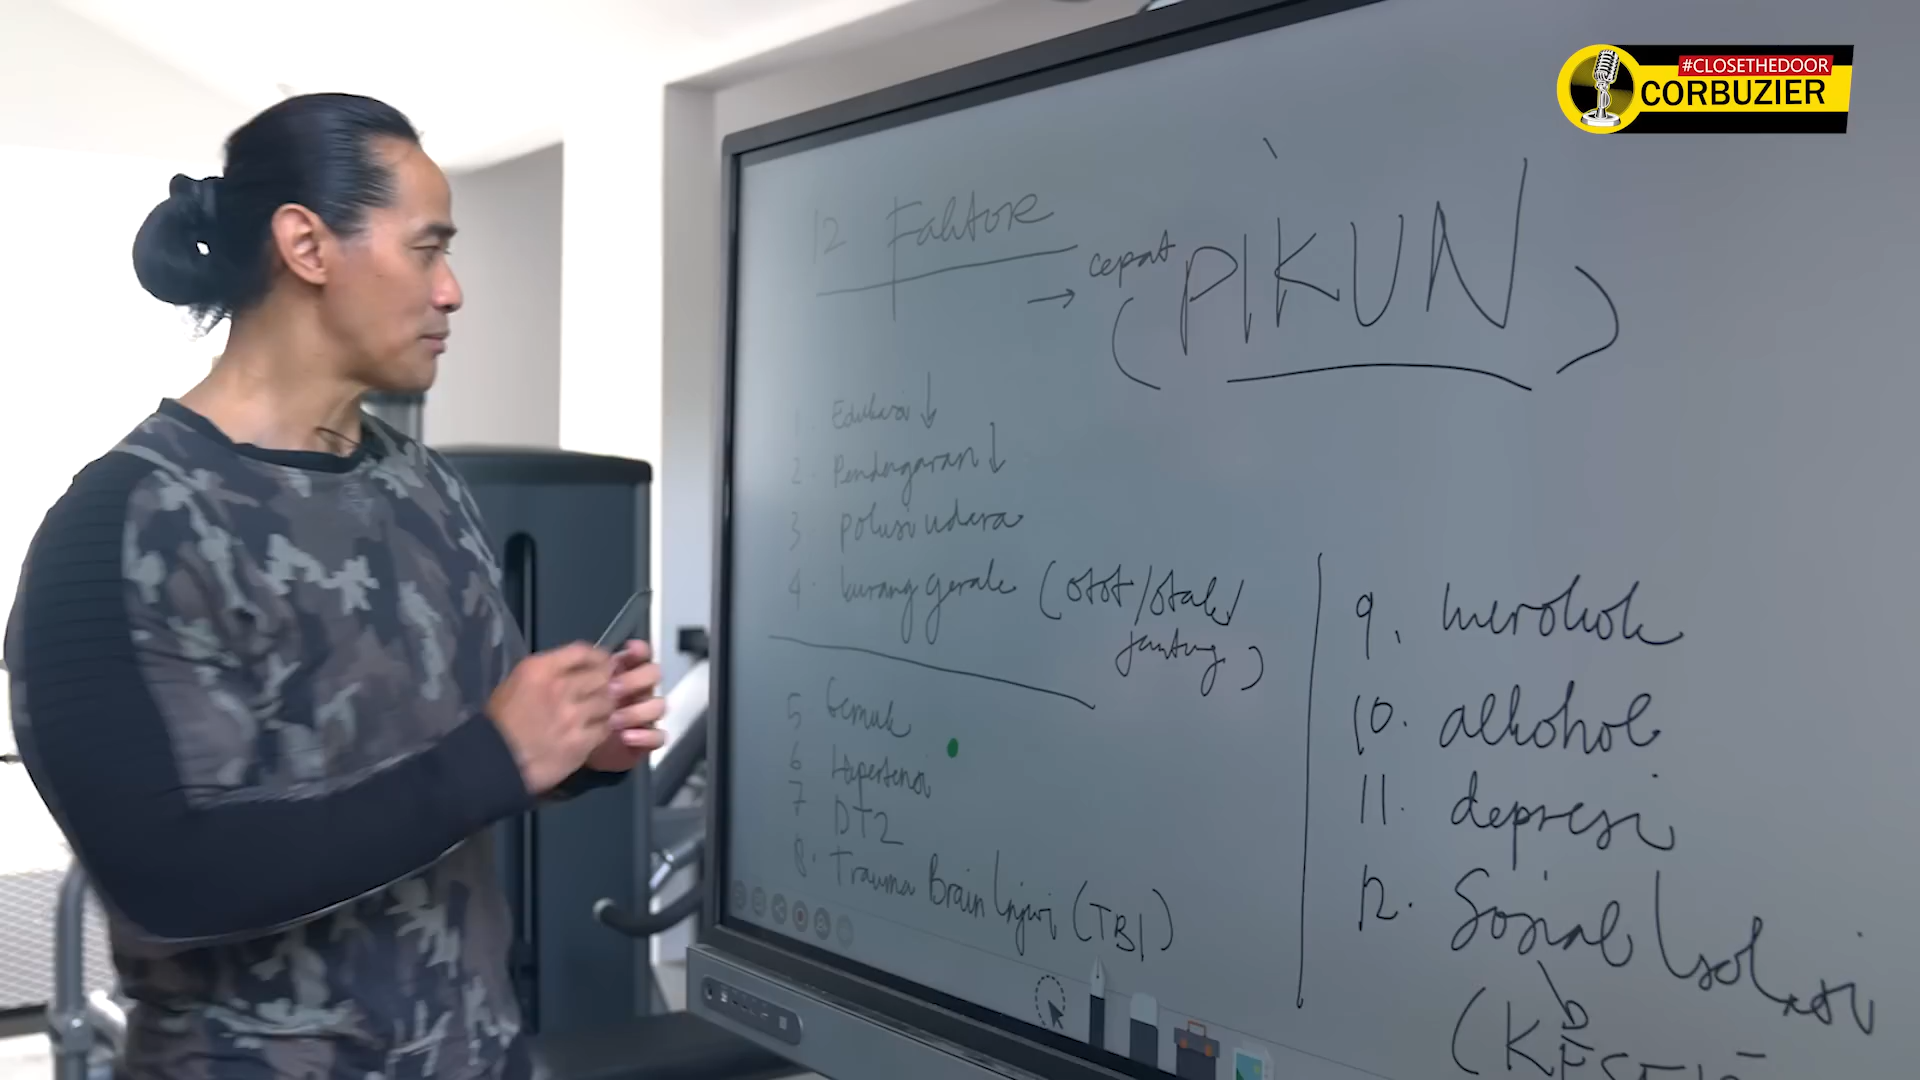 #CLOSETHEDOOR
CORBUZIER
12 Faktor
→ cepat (PIKUN)
1. Edukasi ↓
2. Pendengaran ↓
3. polusi udara
4. kurang gerak (otot/otak/
jantung)
5 Gemuk
6 Hipertensi
7 DT2
8. Trauma Brain Injuri (TBI)
9. merokok
10. alkohol
11. depresi
12. Sosial Isolasi